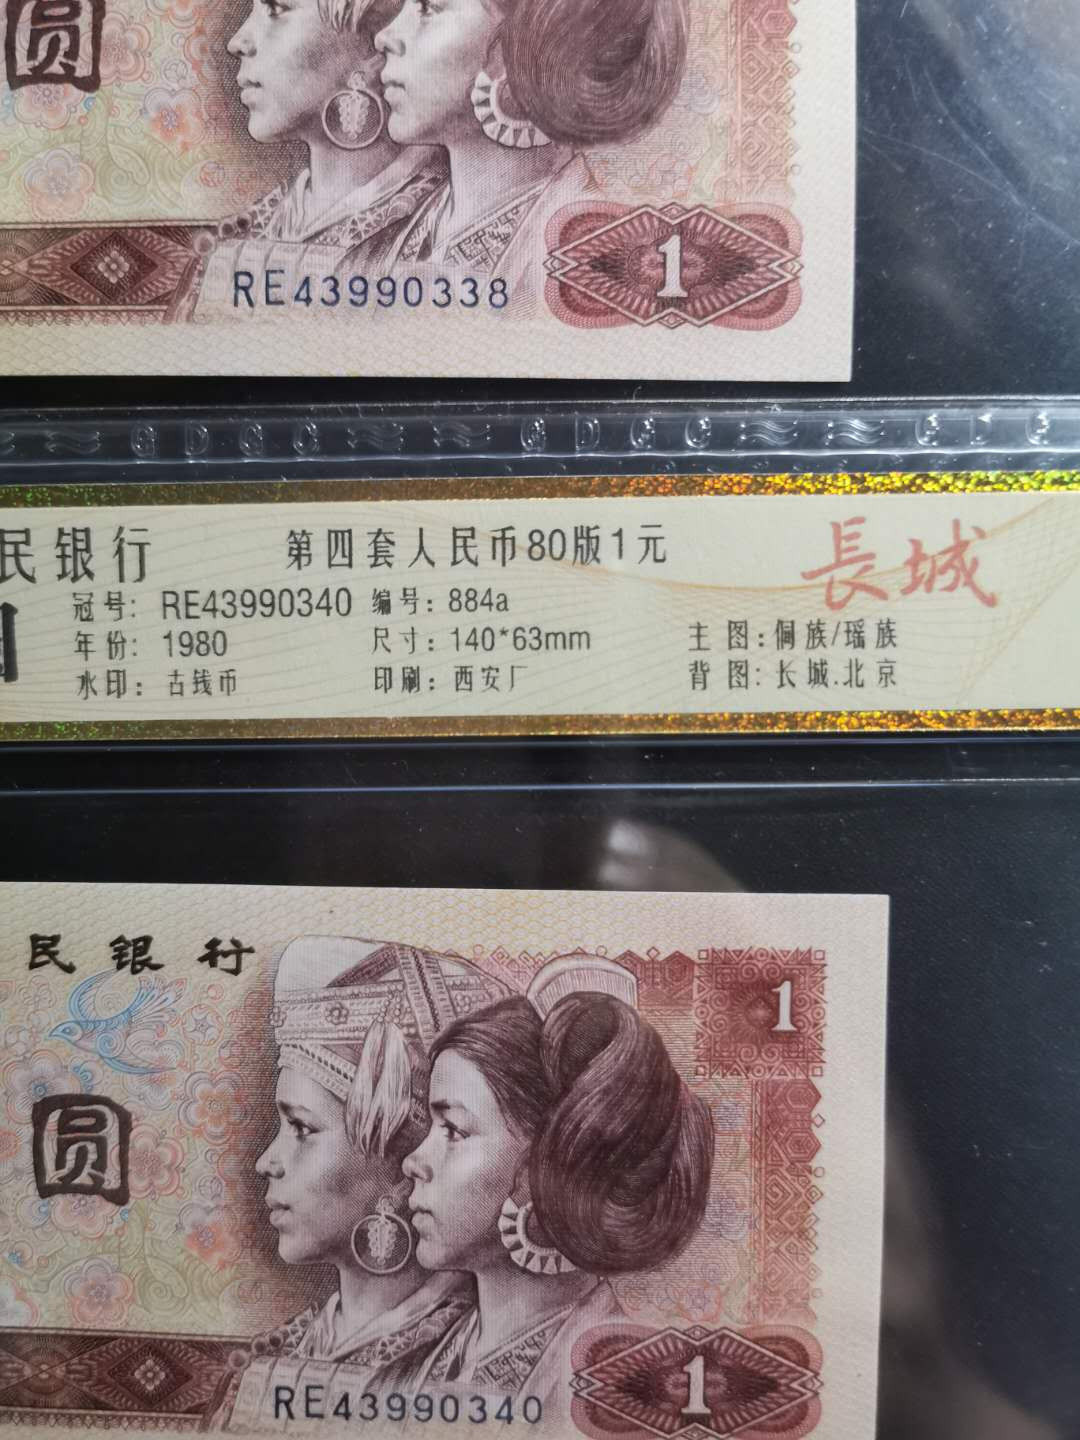 圆
1
RE43990338
GDGC GDGC G
民银行 第四套人民币80版1元 長城
冠号: RE43990340 编号: 884a
年份: 1980 尺寸: 140*63mm 主图: 侗族/瑶族
水印: 古钱币 印刷: 西安厂 背图: 长城.北京
民银行
1
圆
1
RE43990340